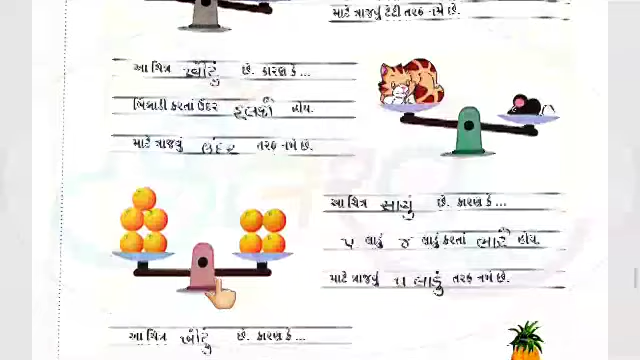 માટે ત્રાજવું ટેટી તરફ નમે છે.
આ ચિત્ર ખોટું છે. કારણ કે...
બિલાડી કરતાં ઉંદર હલકો હોય.
માટે ત્રાજવું ઉંદર તરફ નમે છે.
આ ચિત્ર સાચું છે. કારણ કે...
૫ લાડું ૪ લાડું કરતાં ભારે હોય.
માટે ત્રાજવું ૫ લાડું તરફ નમે છે.
આ ચિત્ર ખોટું છે. કારણ કે...